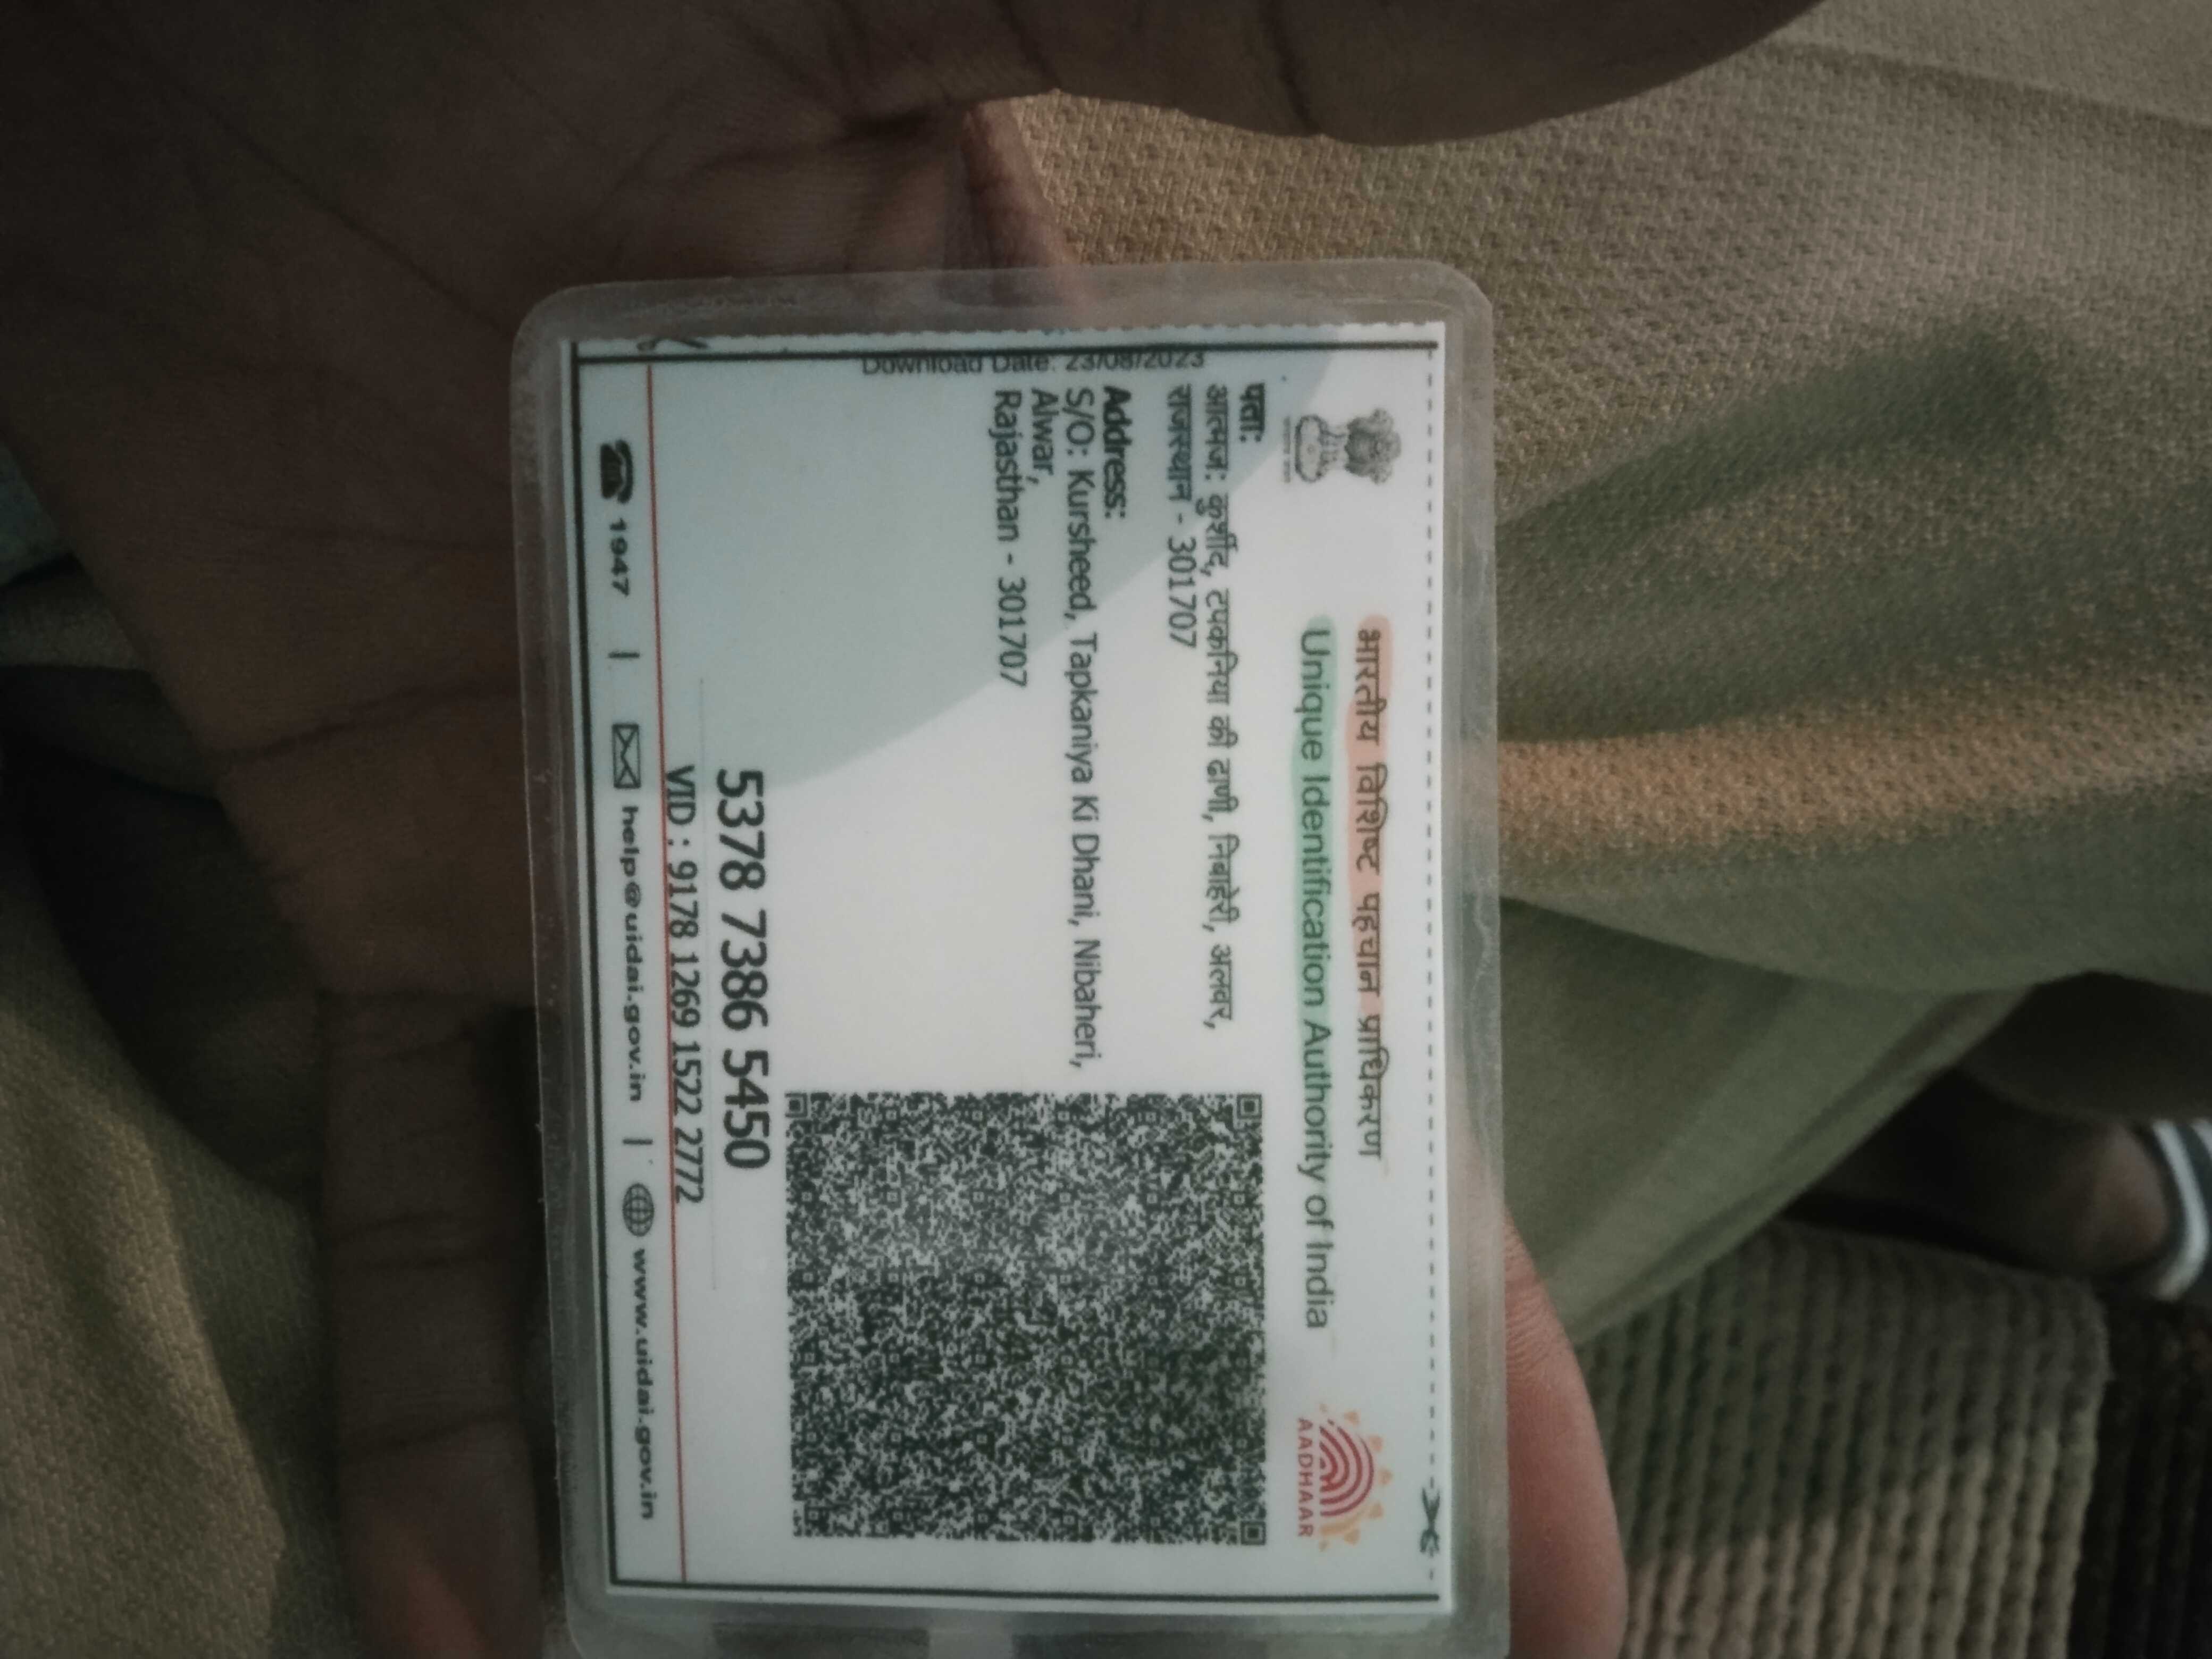 भारतीय विशिष्ट पहचान प्राधिकरण
Unique Identification Authority of India
AADHAAR
Download Date: 23/08/2023
पता:
आत्मज: कुर्शीद, टपकनिया की ढाणी, निबाहेरी, अलवर,
राजस्थान - 301707
Address:
S/O: Kursheed, Tapkaniya Ki Dhani, Nibaheri,
Alwar,
Rajasthan - 301707
5378 7386 5450
VID : 9178 1269 1522 2772
1947 | help@uidai.gov.in | www.uidai.gov.in